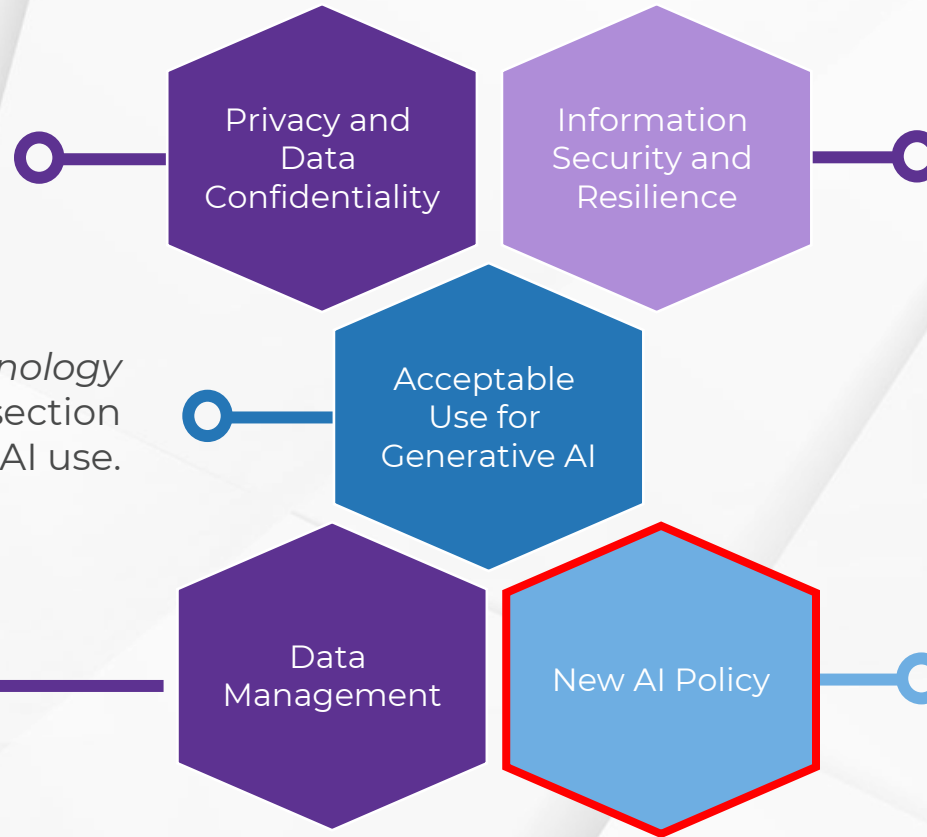 Privacy and
Data
Confidentiality
Information
Security and
Resilience
nology
section
AI use.
Acceptable
Use for
Generative AI
Data
Management
New AI Policy